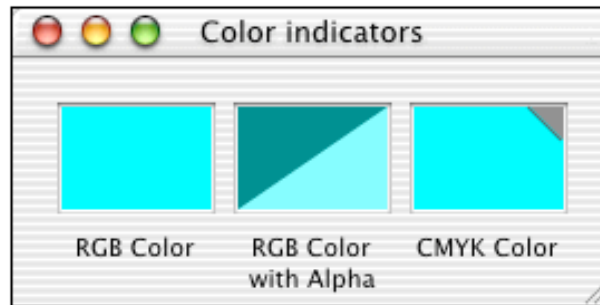 Color indicators
RGB Color
RGB Color
with Alpha
CMYK Color